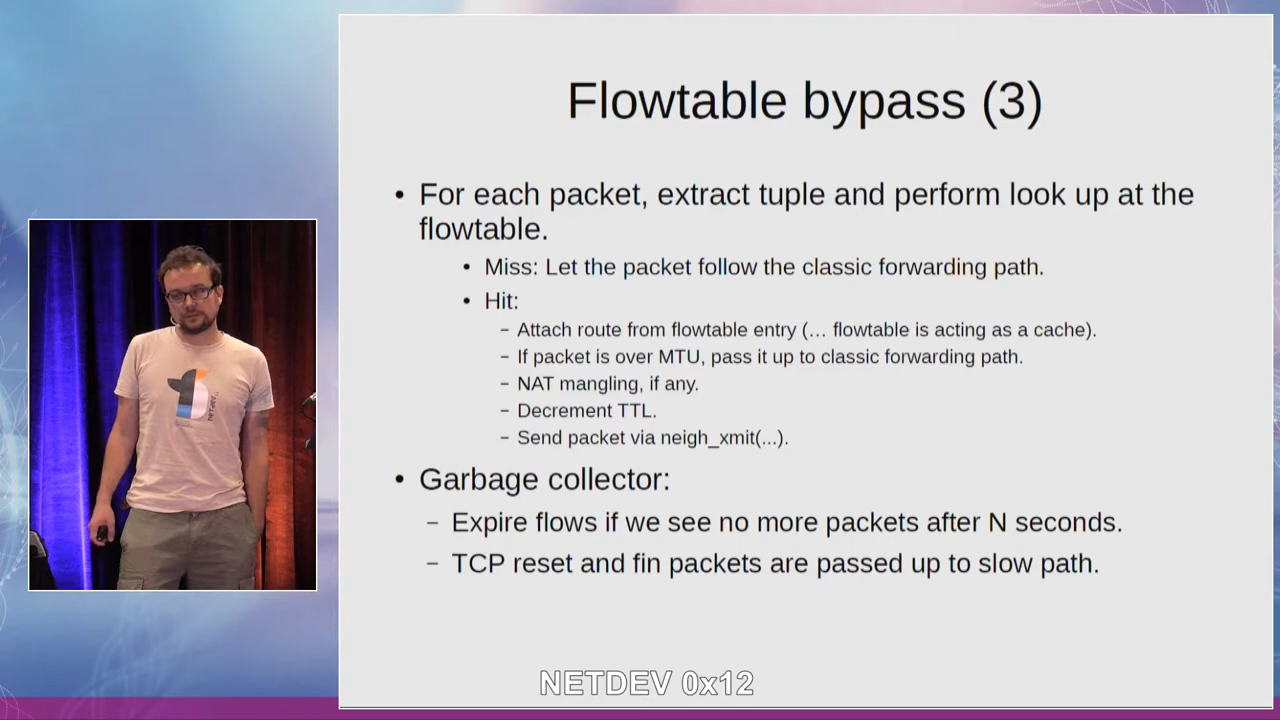 Flowtable bypass (3)
• For each packet, extract tuple and perform look up at the
flowtable.
• Miss: Let the packet follow the classic forwarding path.
• Hit:
– Attach route from flowtable entry (... flowtable is acting as a cache).
– If packet is over MTU, pass it up to classic forwarding path.
– NAT mangling, if any.
– Decrement TTL.
– Send packet via neigh_xmit(...).
• Garbage collector:
– Expire flows if we see no more packets after N seconds.
– TCP reset and fin packets are passed up to slow path.
NETDEV 0x12